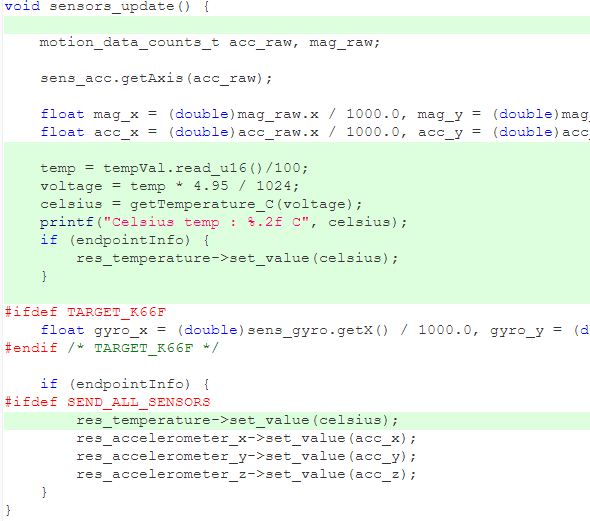 void sensors_update() {
motion_data_counts_t acc_raw, mag_raw;
sens_acc.getAxis(acc_raw);
float mag_x = (double)mag_raw.x / 1000.0, mag_y = (double)mag_
float acc_x = (double)acc_raw.x / 1000.0, acc_y = (double)acc_
temp = tempVal.read_u16()/100;
voltage = temp * 4.95 / 1024;
celsius = getTemperature_C(voltage);
printf("Celsius temp : %.2f C", celsius);
if (endpointInfo) {
res_temperature->set_value(celsius);
}
#ifdef TARGET_K66F
float gyro_x = (double)sens_gyro.getX() / 1000.0, gyro_y = (d
#endif /* TARGET_K66F */
if (endpointInfo) {
#ifdef SEND_ALL_SENSORS
res_temperature->set_value(celsius);
res_accelerometer_x->set_value(acc_x);
res_accelerometer_y->set_value(acc_y);
res_accelerometer_z->set_value(acc_z);
}
}